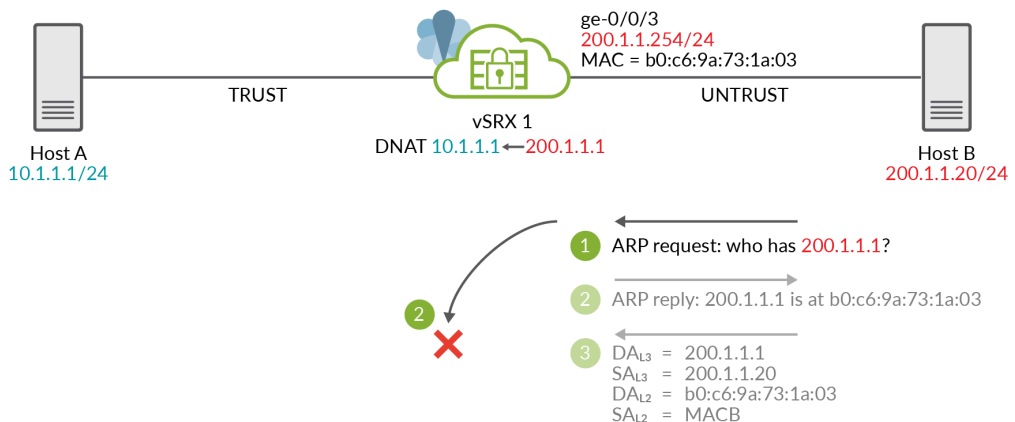 ge-0/0/3
200.1.1.254/24
MAC = b0:c6:9a:73:1a:03
TRUST
UNTRUST
vSRX 1
DNAT 10.1.1.1 200.1.1.1
Host A
10.1.1.1/24
Host B
200.1.1.20/24
1 ARP request: who has 200.1.1.1?
2 ARP reply: 200.1.1.1 is at b0:c6:9a:73:1a:03
2
3 DAL3 = 200.1.1.1
SAL3 = 200.1.1.20
DAL2 = b0:c6:9a:73:1a:03
SAL2 = MACB